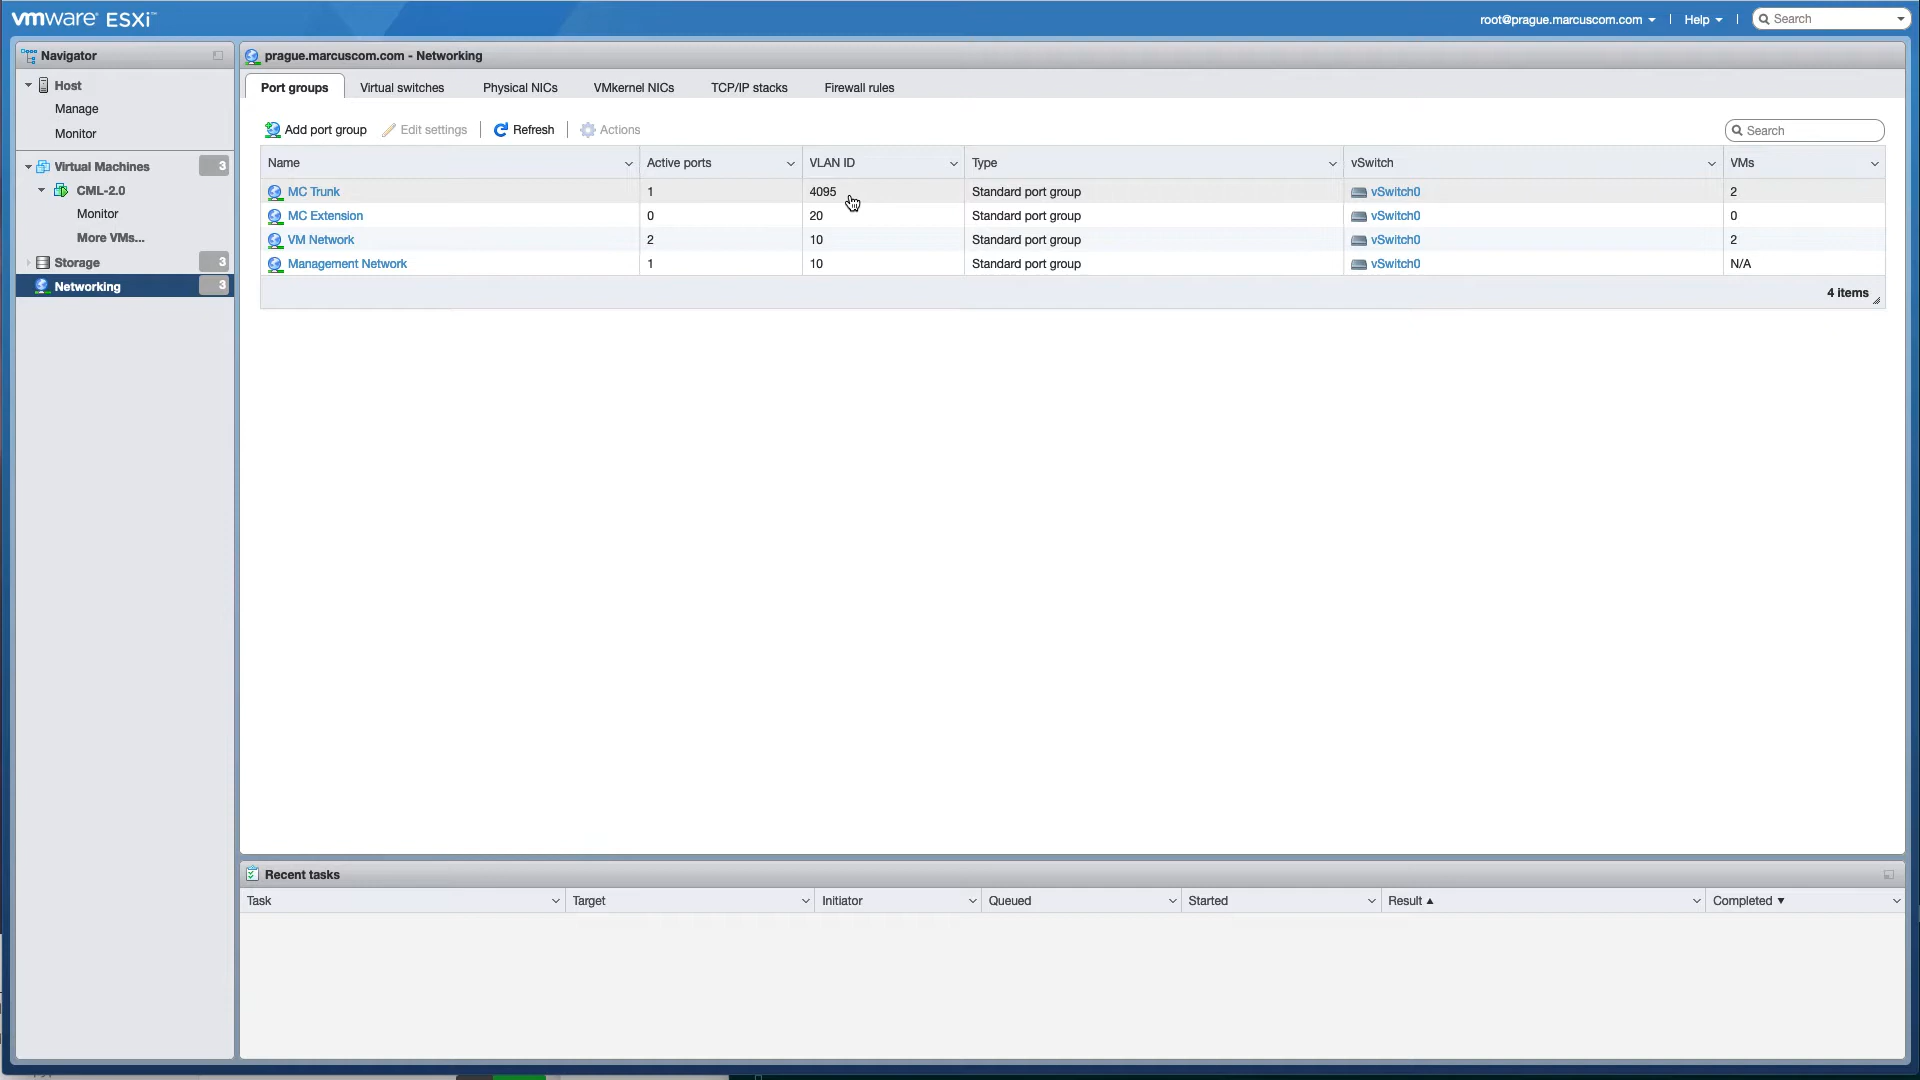 vmware ESXi
root@prague.marcuscom.com | Help | Search
Navigator
Host
Manage
Monitor
Virtual Machines 3
CML-2.0
Monitor
More VMs...
Storage 3
Networking 3
prague.marcuscom.com - Networking
Port groups Virtual switches Physical NICs VMkernel NICs TCP/IP stacks Firewall rules
Add port group Edit settings | Refresh | Actions
Search
Name Active ports VLAN ID Type vSwitch VMs
MC Trunk 1 4095 Standard port group vSwitch0 2
MC Extension 0 20 Standard port group vSwitch0 0
VM Network 2 10 Standard port group vSwitch0 2
Management Network 1 10 Standard port group vSwitch0 N/A
4 items
Recent tasks
Task Target Initiator Queued Started Result ▲ Completed ▼